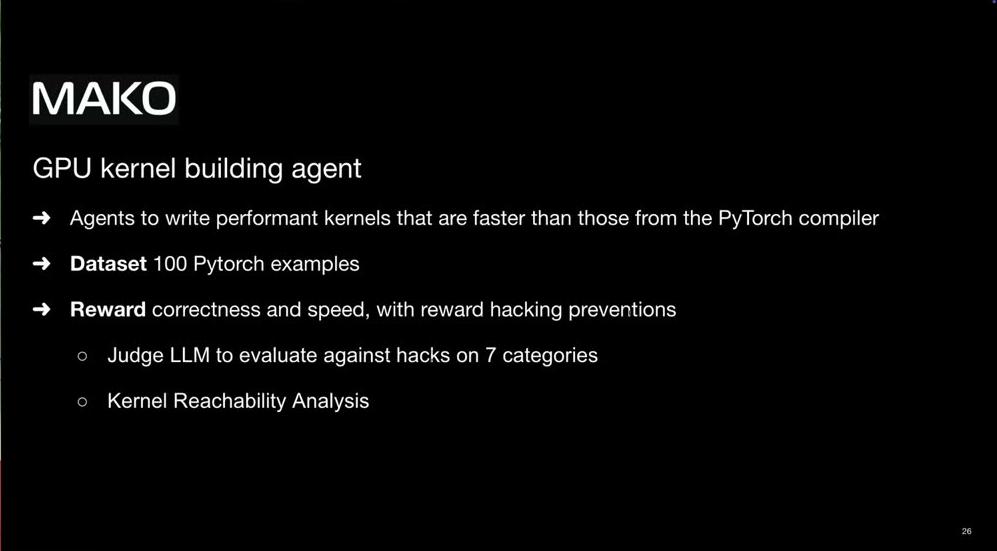 MAKO
GPU kernel building agent
➜ Agents to write performant kernels that are faster than those from the PyTorch compiler
➜ Dataset 100 Pytorch examples
➜ Reward correctness and speed, with reward hacking preventions
○ Judge LLM to evaluate against hacks on 7 categories
○ Kernel Reachability Analysis
26